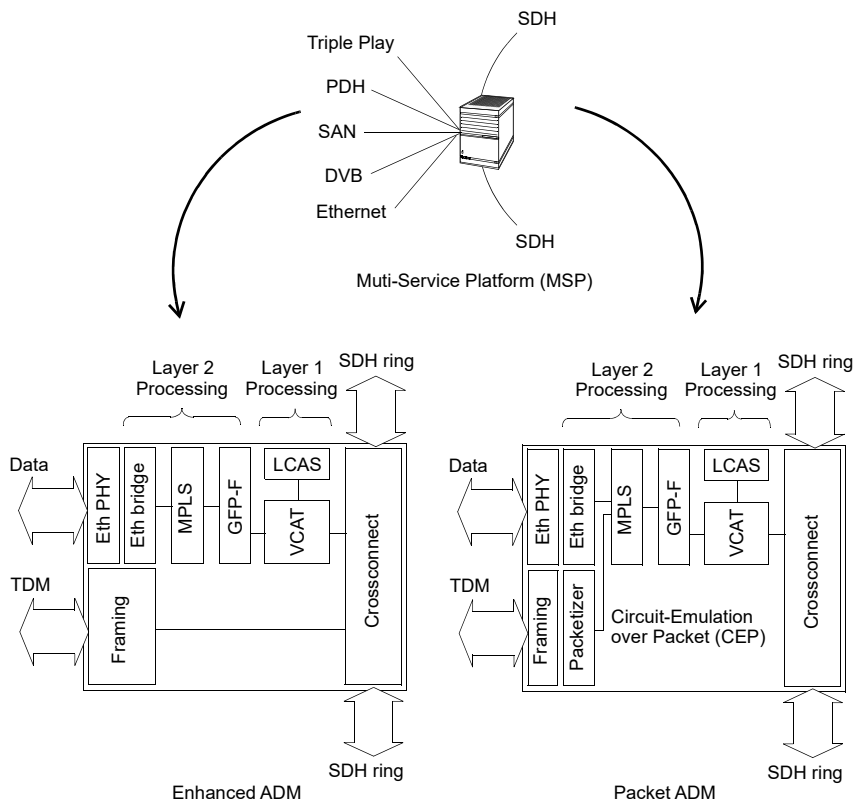 SDH
Triple Play
PDH
SAN
DVB
Ethernet
SDH
Muti-Service Platform (MSP)
Layer 2
Processing
Layer 1
Processing
SDH ring
Data
TDM
Eth PHY
Eth bridge
MPLS
GFP-F
LCAS
VCAT
Crossconnect
Framing
SDH ring
Enhanced ADM
Layer 2
Processing
Layer 1
Processing
SDH ring
Data
TDM
Eth PHY
Eth bridge
MPLS
GFP-F
LCAS
VCAT
Crossconnect
Framing
Packetizer
Circuit-Emulation
over Packet (CEP)
SDH ring
Packet ADM